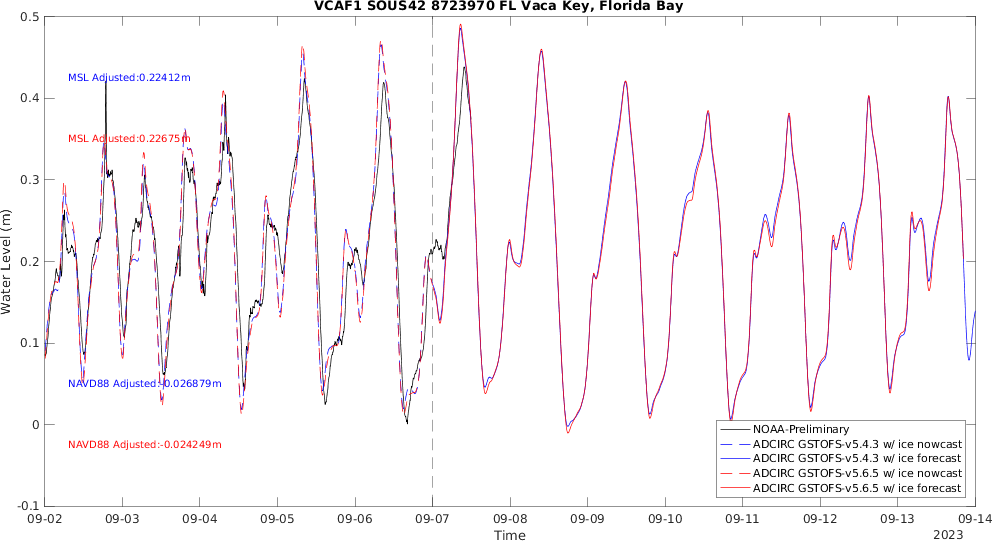 VCAF1 SOUS42 8723970 FL Vaca Key, Florida Bay
0.5
0.4
0.3
0.2
0.1
0
-0.1
Water Level (m)
MSL Adjusted:0.22412m
MSL Adjusted:0.22675m
NAVD88 Adjusted:-0.026879m
NAVD88 Adjusted:-0.024249m
NOAA-Preliminary
ADCIRC GSTOFS-v5.4.3 w/ ice nowcast
ADCIRC GSTOFS-v5.4.3 w/ ice forecast
ADCIRC GSTOFS-v5.6.5 w/ ice nowcast
ADCIRC GSTOFS-v5.6.5 w/ ice forecast
09-02 09-03 09-04 09-05 09-06 09-07 09-08 09-09 09-10 09-11 09-12 09-13 09-14
Time
2023